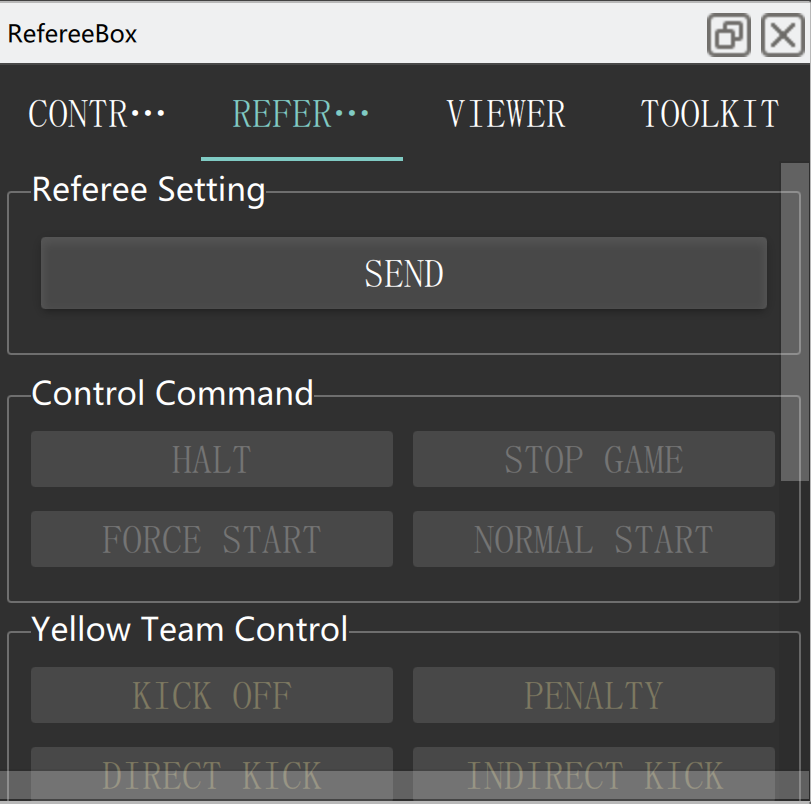 RefereeBox
CONTR··· REFER··· VIEWER TOOLKIT
Referee Setting
SEND
Control Command
HALT STOP GAME
FORCE START NORMAL START
Yellow Team Control
KICK OFF PENALTY
DIRECT KICK INDIRECT KICK